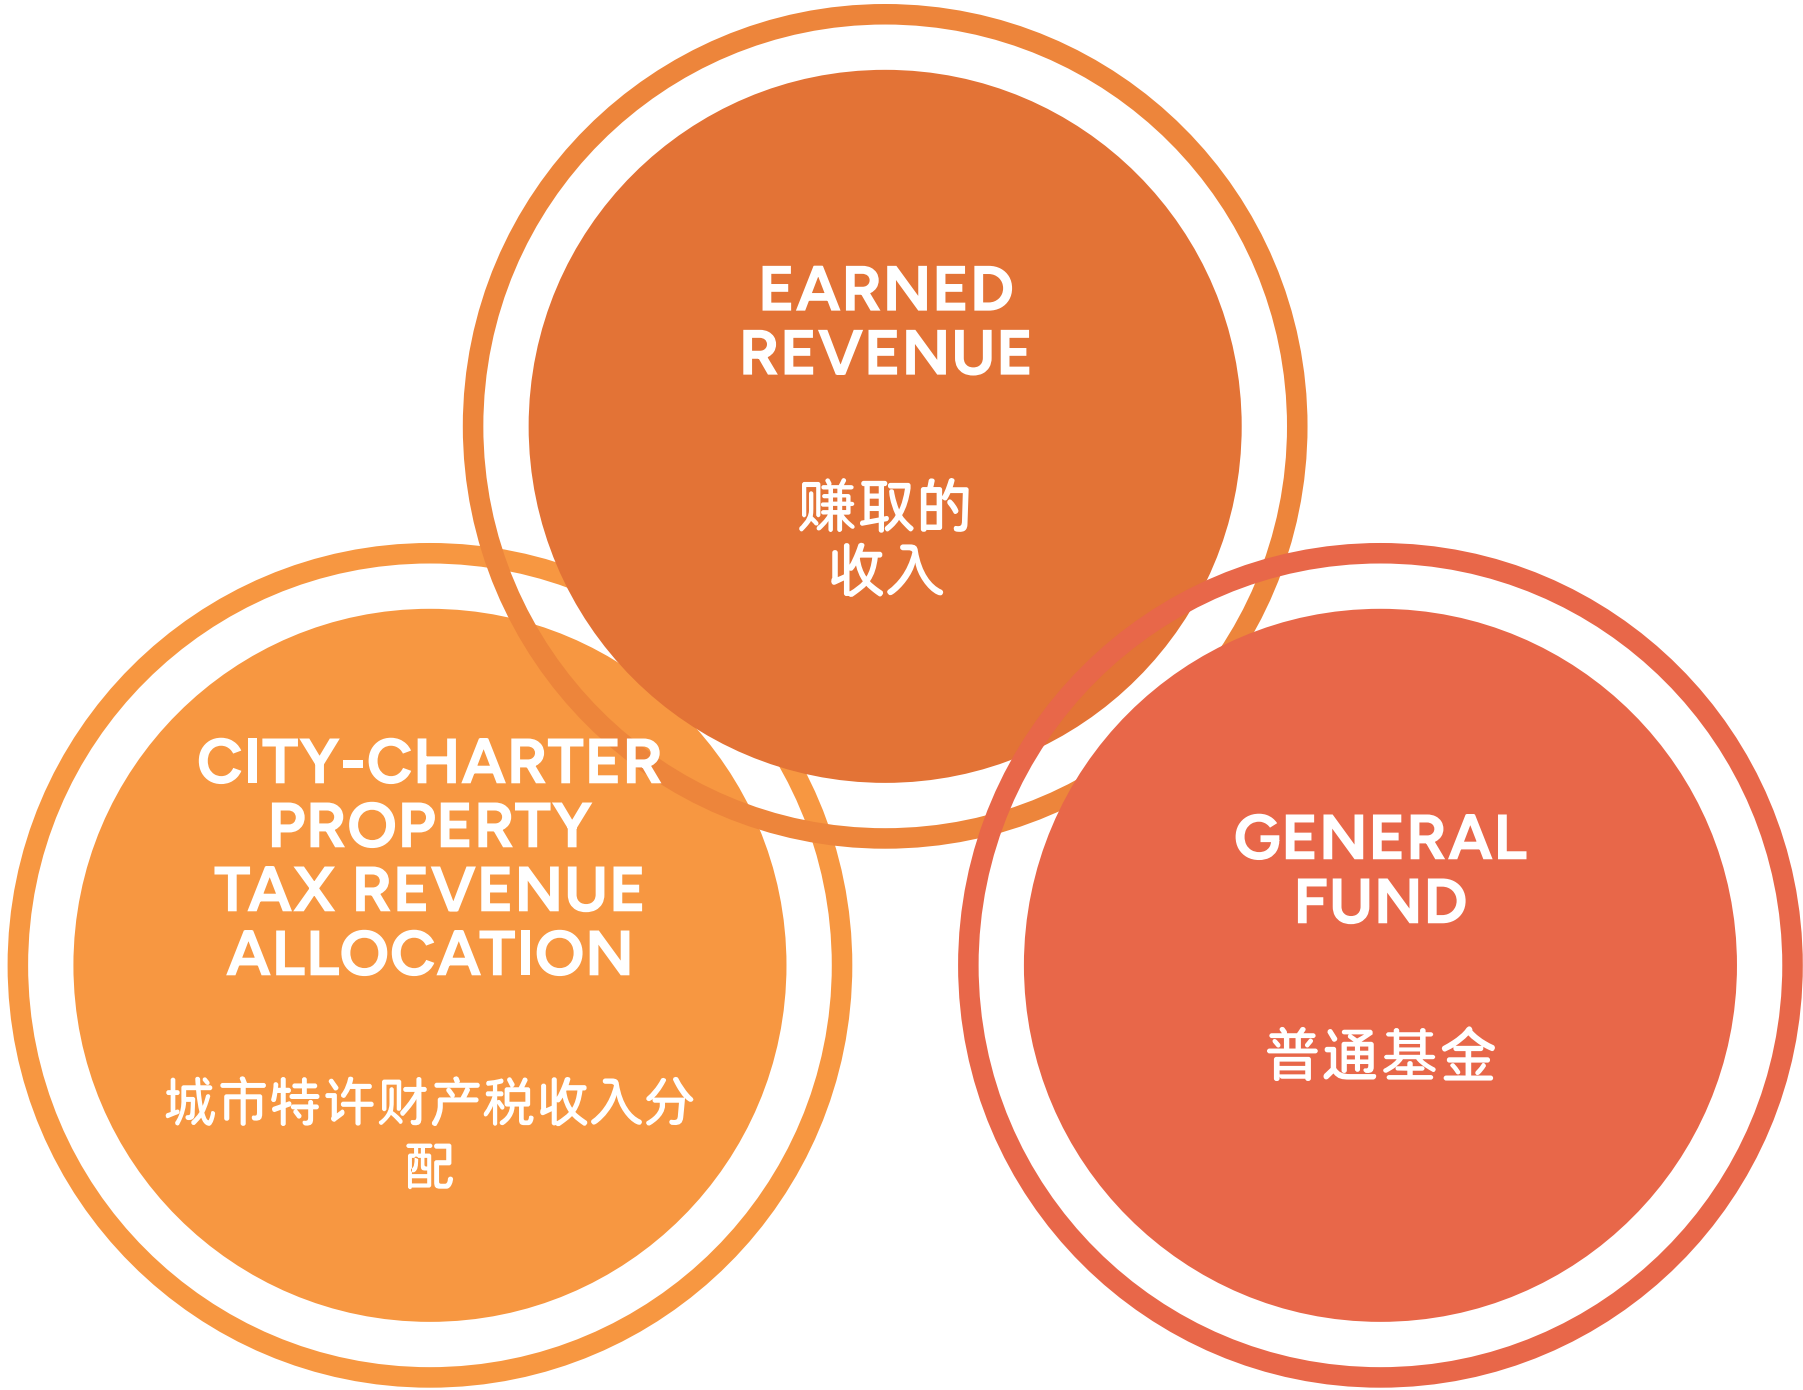 EARNED
REVENUE
赚取的
收入
CITY-CHARTER
PROPERTY
TAX REVENUE
ALLOCATION
城市特许财产税收入分
配
GENERAL
FUND
普通基金